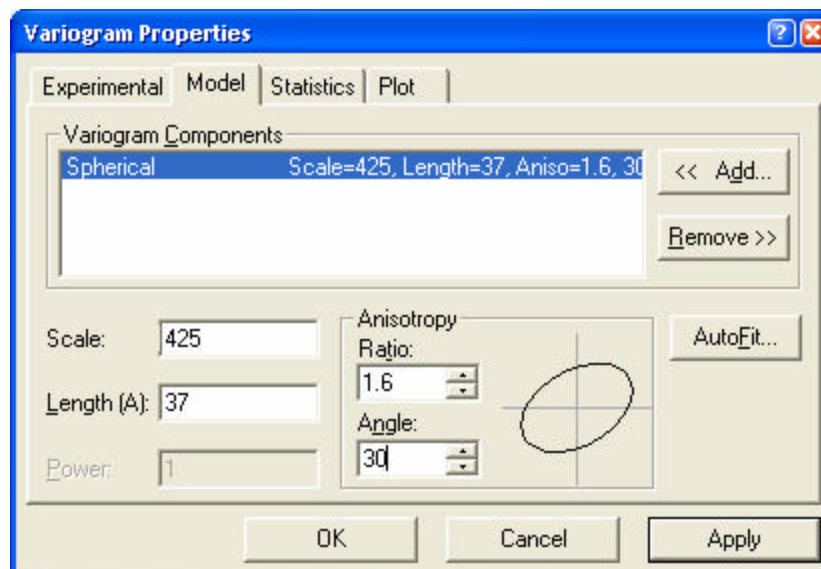 Variogram Properties
Experimental Model Statistics Plot
Variogram Components
Spherical Scale=425, Length=37, Aniso=1.6, 30
<< Add...
Remove >>
Scale: 425
Length (A): 37
Power: 1
Anisotropy
Ratio:
1.6
Angle:
30
AutoFit...
OK Cancel Apply